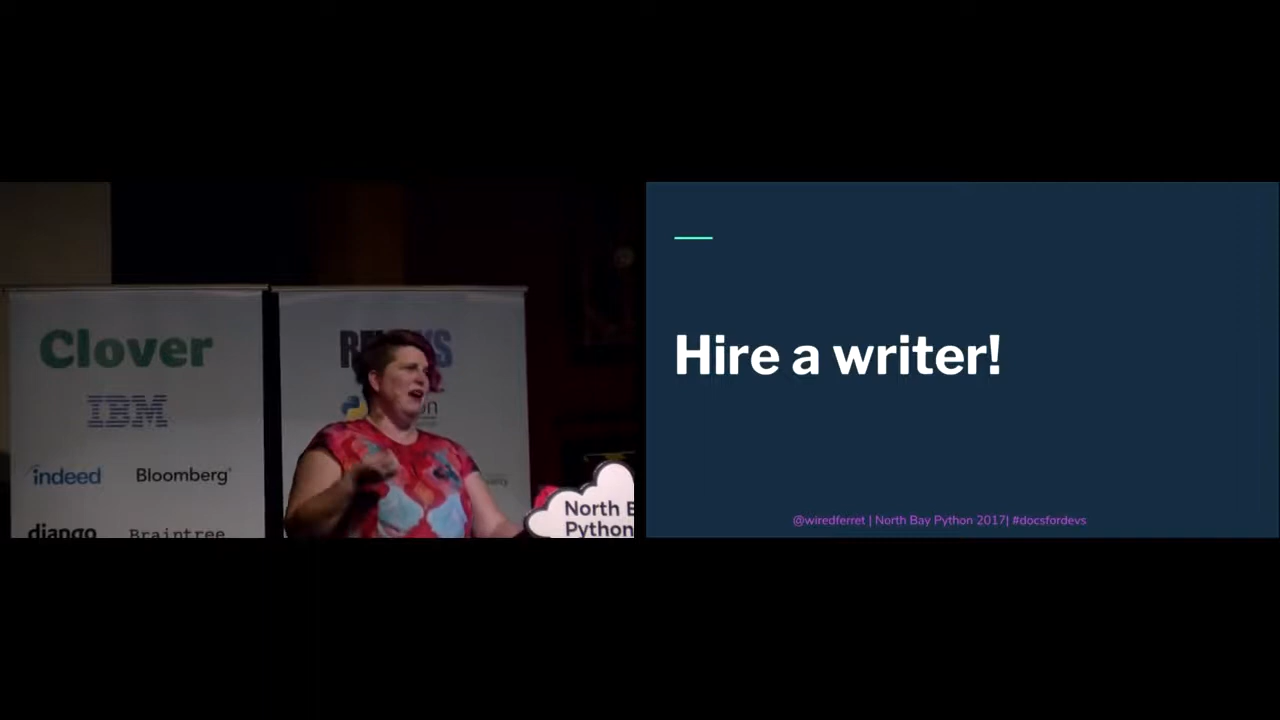 Clover
IBM
indeed
Bloomberg
django
Braintree
North B
Python
Hire a writer!
@wiredferret | North Bay Python 2017| #docsfordevs